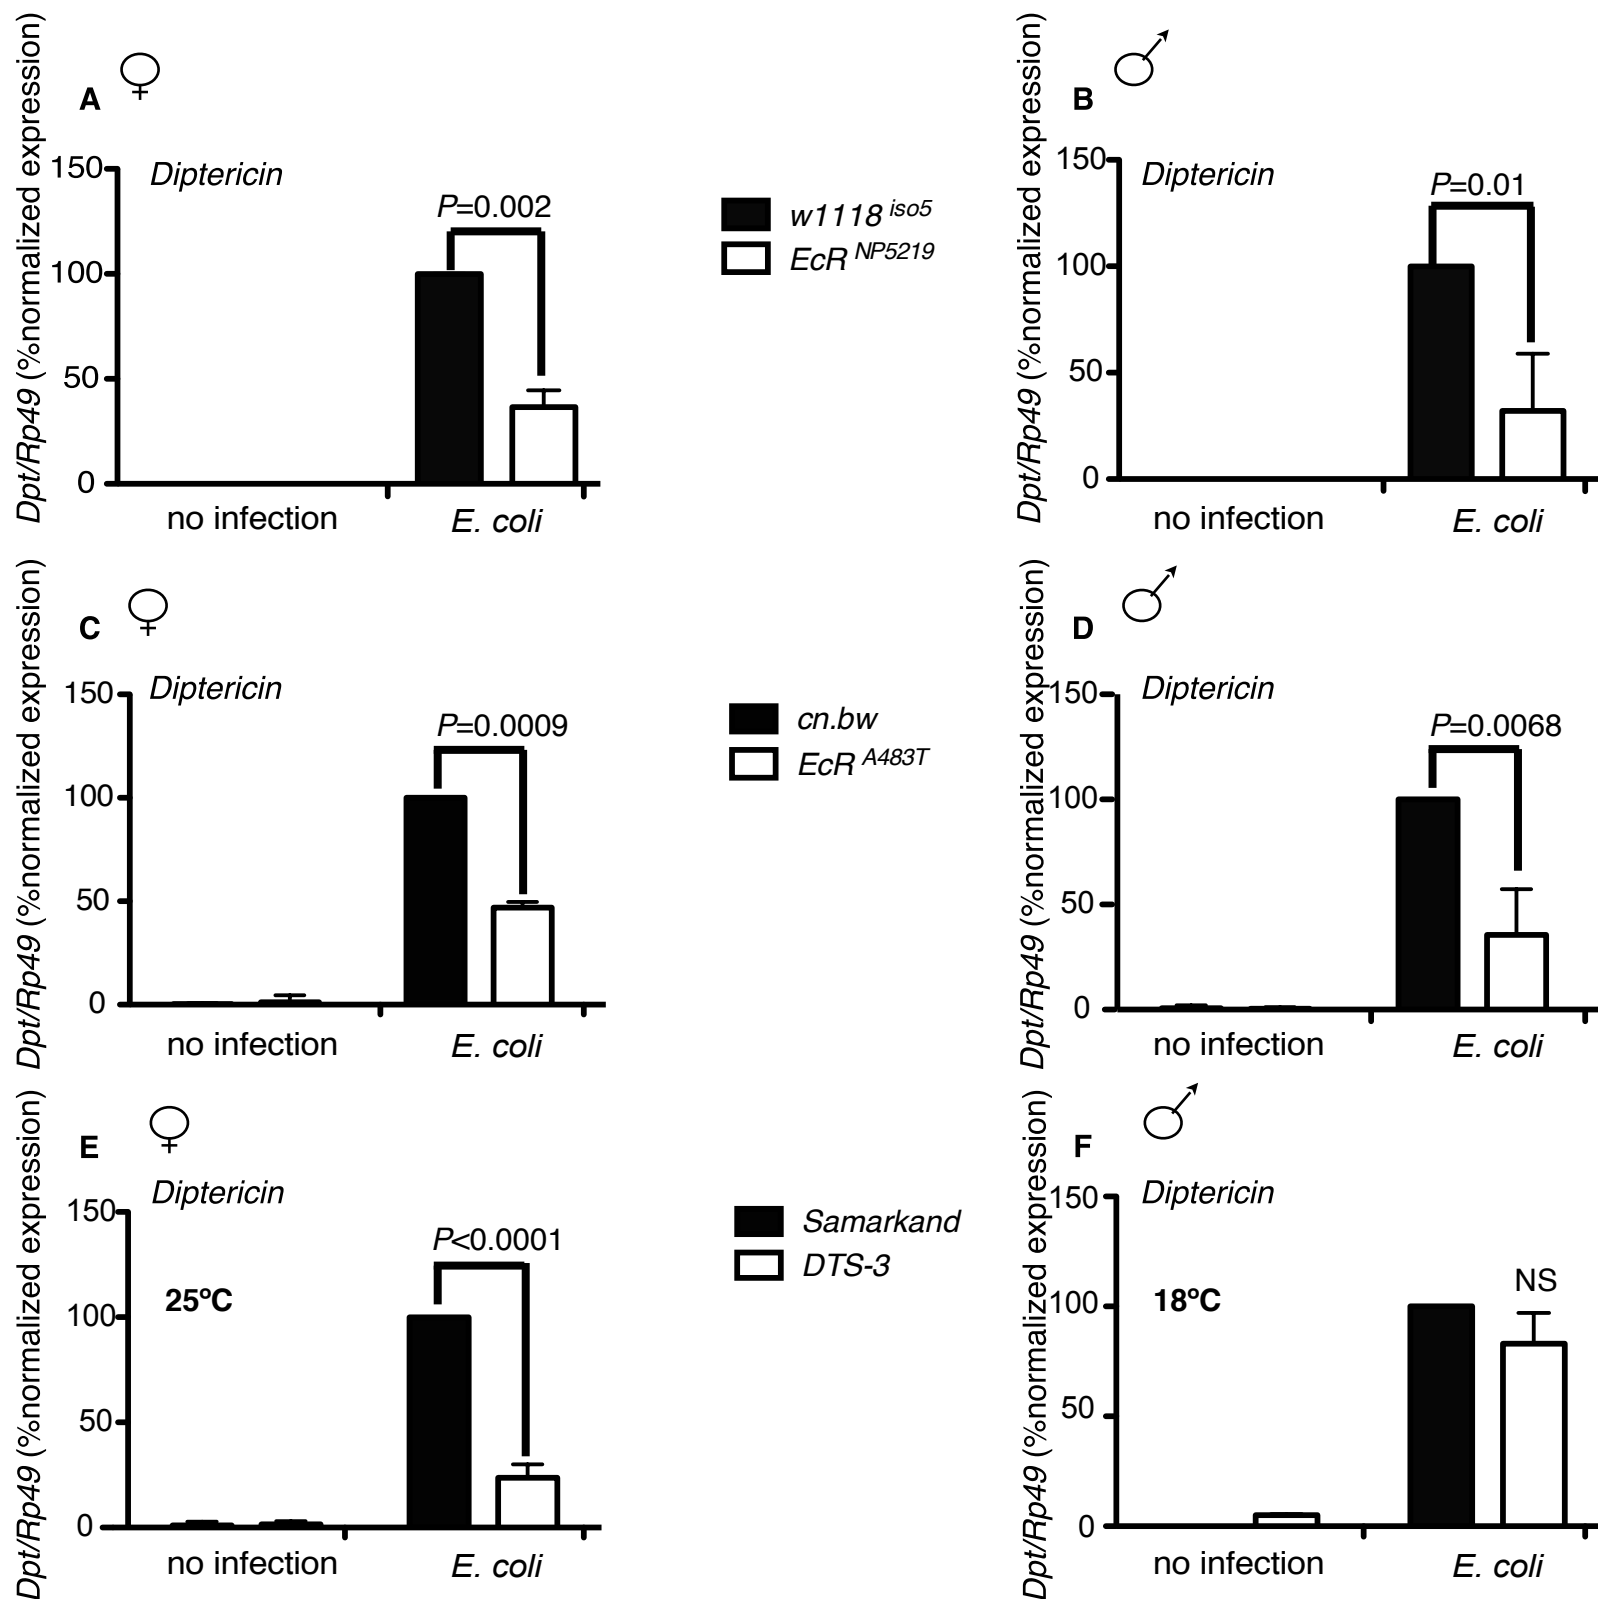 A
Dpt/Rp49 (%normalized expression)
Diptericin
150
100
50
0
P=0.002
no infection
E. coli
w1118 iso5
EcR NP5219
B
Dpt/Rp49 (%normalized expression)
Diptericin
150
100
50
0
P=0.01
no infection
E. coli
C
Dpt/Rp49 (%normalized expression)
Diptericin
150
100
50
0
P=0.0009
no infection
E. coli
cn.bw
EcR A483T
D
Dpt/Rp49 (%normalized expression)
Diptericin
150
100
50
0
P=0.0068
no infection
E. coli
E
Dpt/Rp49 (%normalized expression)
Diptericin
150
100
50
0
25ºC
P<0.0001
no infection
E. coli
Samarkand
DTS-3
F
Dpt/Rp49 (%normalized expression)
Diptericin
150
100
50
0
18ºC
NS
no infection
E. coli